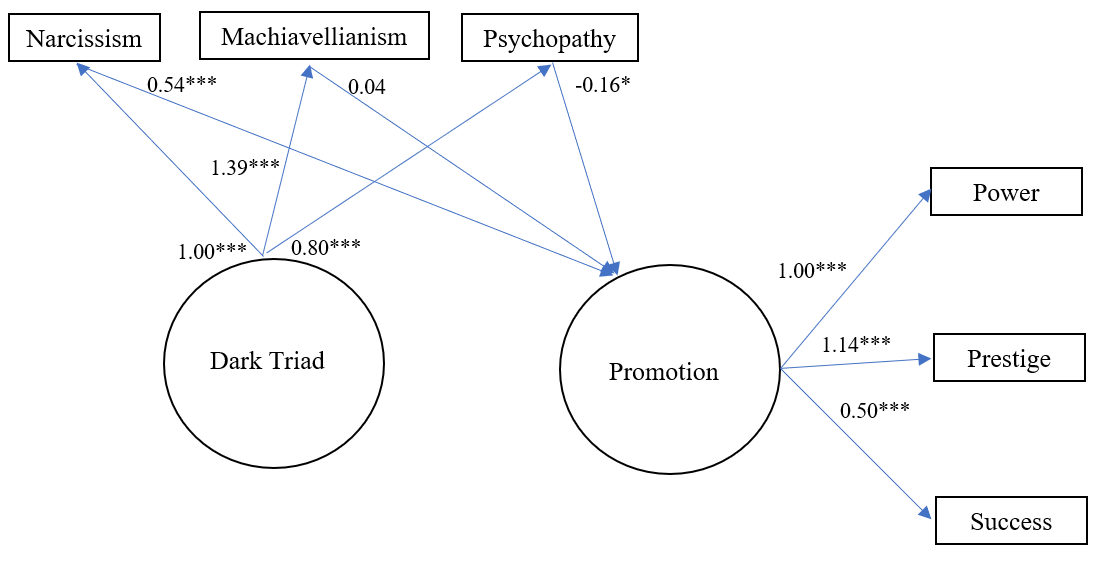 Narcissism
Machiavellianism
Psychopathy
0.54***
0.04
-0.16*
1.39***
Power
1.00***
0.80***
1.00***
1.14***
Prestige
Dark Triad
Promotion
0.50***
Success